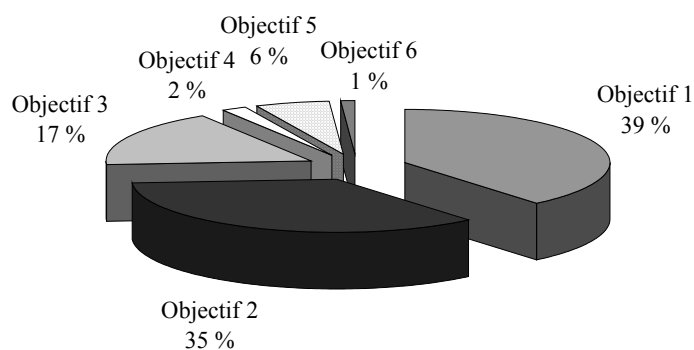 Objectif 5
6 %
Objectif 6
1 %
Objectif 4
2 %
Objectif 3
17 %
Objectif 1
39 %
Objectif 2
35 %